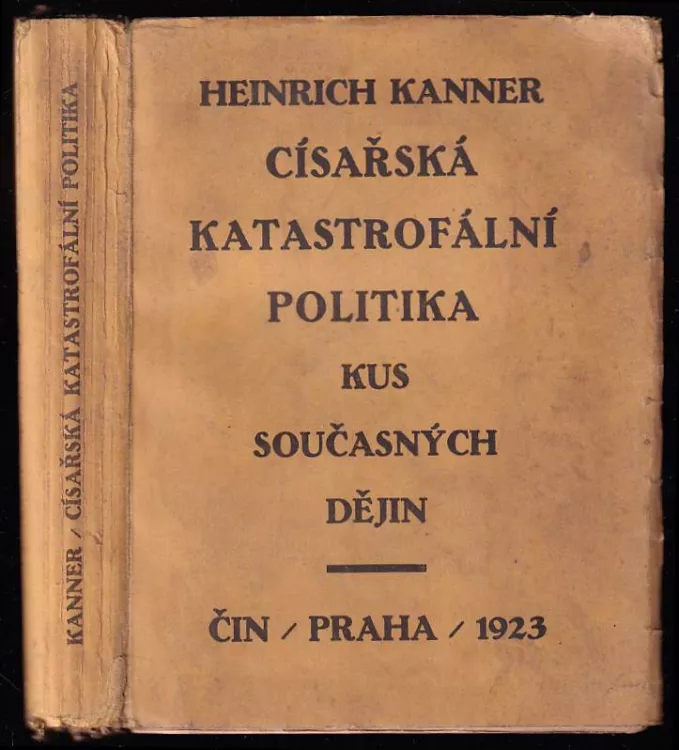 KANNER / CÍSAŘSKÁ KATASTROFÁLNÍ POLITIKA
HEINRICH KANNER
CÍSAŘSKÁ
KATASTROFÁLNÍ
POLITIKA
KUS
SOUČASNÝCH
DĚJIN
ČIN / PRAHA / 1923